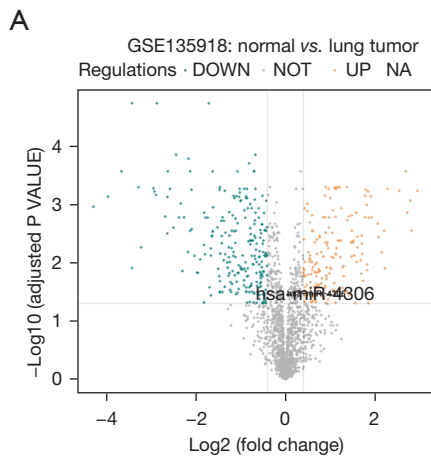 A
GSE135918: normal vs. lung tumor
Regulations DOWN NOT UP NA
−Log10 (adjusted P VALUE)
4
3
2
hsa-miR-4306
1
0
−4 −2 0 2
Log2 (fold change)